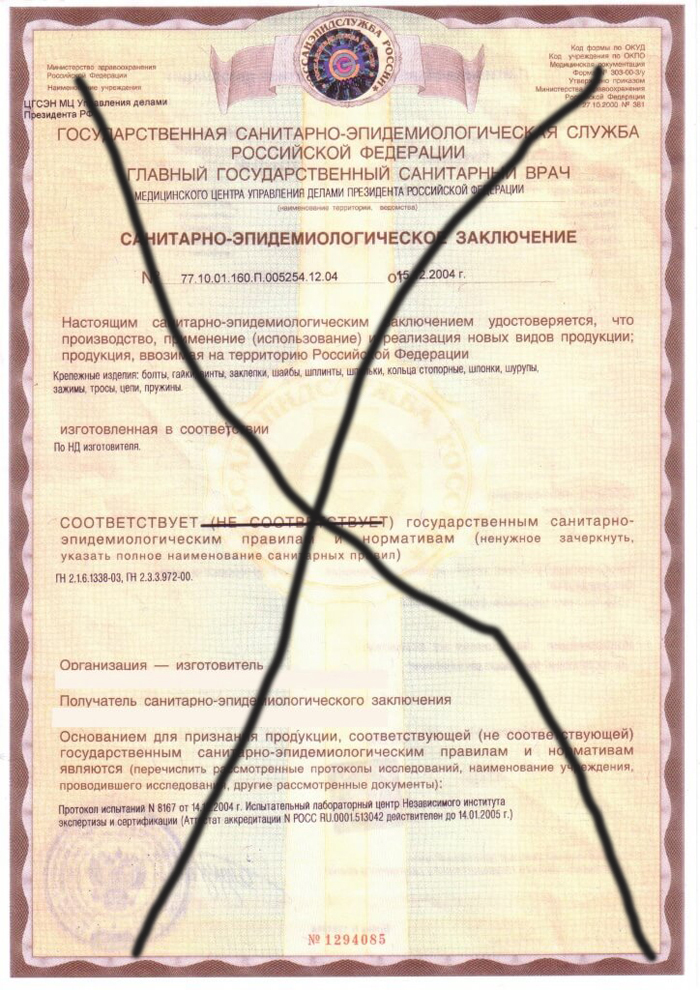 РОССАНЭПИДСЛУЖБА РОССИИ
Министерство здравоохранения
Российской Федерации
Наименование учреждения
ЦГСЭН МЦ Управления делами
Президента РФ
Код формы по ОКУД
Код учреждения по ОКПО
Медицинская документация
Форма 303-00-3/у
Утверждено приказом
Министерства здравоохранения
Российской Федерации
27.10.2000 № 381
ГОСУДАРСТВЕННАЯ САНИТАРНО-ЭПИДЕМИОЛОГИЧЕСКАЯ СЛУЖБА
РОССИЙСКОЙ ФЕДЕРАЦИИ
ГЛАВНЫЙ ГОСУДАРСТВЕННЫЙ САНИТАРНЫЙ ВРАЧ
МЕДИЦИНСКОГО ЦЕНТРА УПРАВЛЕНИЯ ДЕЛАМИ ПРЕЗИДЕНТА РОССИЙСКОЙ ФЕДЕРАЦИИ
(наименование территории, ведомства)
САНИТАРНО-ЭПИДЕМИОЛОГИЧЕСКОЕ ЗАКЛЮЧЕНИЕ
№ 77.10.01.160.П.005254.12.04 от 15.12.2004 г.
Настоящим санитарно-эпидемиологическим заключением удостоверяется, что
производство, применение (использование) и реализация новых видов продукции;
продукция, ввозимая на территорию Российской Федерации
Крепежные изделия: болты, гайки, винты, заклепки, шайбы, шплинты, шпильки, кольца стопорные, шпонки, шурупы,
зажимы, тросы, цепи, пружины.
изготовленная в соответствии
По НД изготовителя.
СООТВЕТСТВУЕТ (НЕ СООТВЕТСТВУЕТ) государственным санитарно-
эпидемиологическим правилам и нормативам (ненужное зачеркнуть,
указать полное наименование санитарных правил)
ГН 2.1.6.1338-03, ГН 2.3.3.972-00.
Организация — изготовитель
Получатель санитарно-эпидемиологического заключения
Основанием для признания продукции, соответствующей (не соответствующей)
государственным санитарно-эпидемиологическим правилам и нормативам
являются (перечислить рассмотренные протоколы исследований, наименование учреждения,
проводившего исследования, другие рассмотренные документы):
Протокол испытаний N 8167 от 14.12.2004 г. Испытательный лабораторный центр Независимого института
экспертизы и сертификации (Аттестат аккредитации N РОСС RU.0001.513042 действителен до 14.01.2005 г.)
№ 1294085